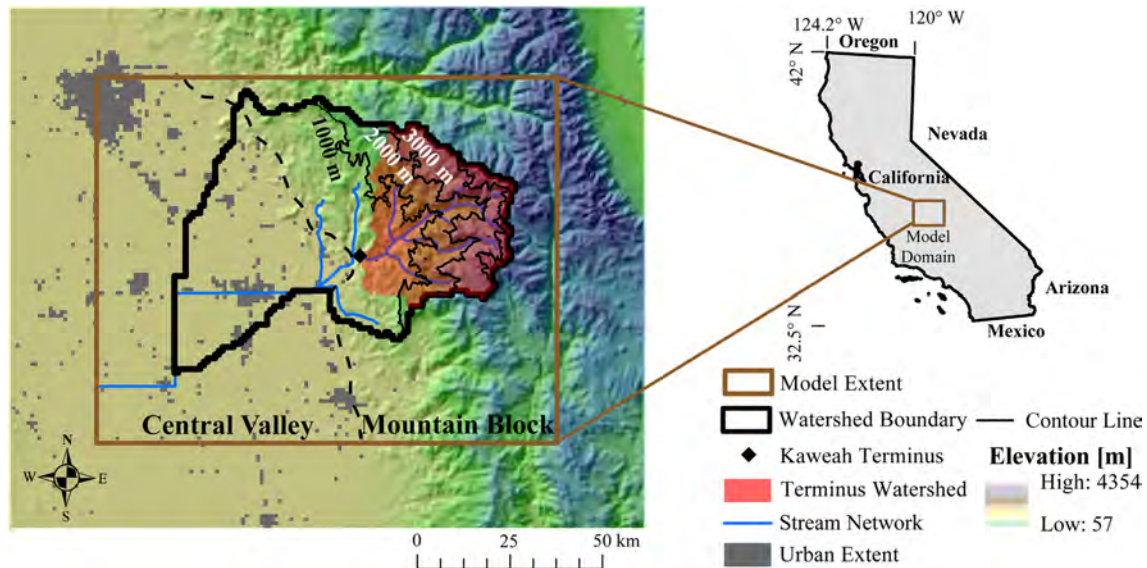 1000 m
2000 m
3000 m
Central Valley
Mountain Block
N
W
E
S
0 25 50 km
124.2° W
120° W
42° N
Oregon
Nevada
California
Model
Domain
Arizona
Mexico
32.5° N
Model Extent
Watershed Boundary
Contour Line
Kaweah Terminus
Elevation [m]
High: 4354
Terminus Watershed
Stream Network
Low: 57
Urban Extent